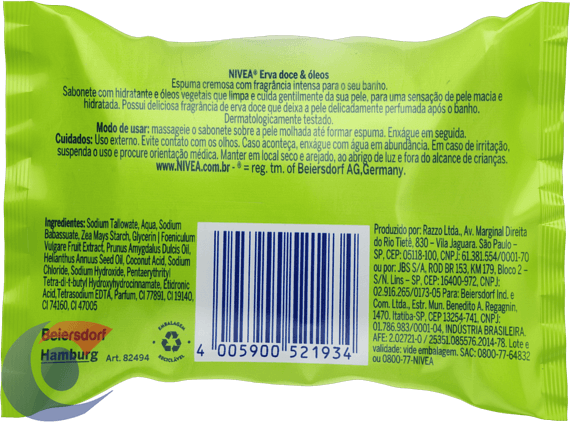 NIVEA® Erva doce & óleos
Espuma cremosa com fragrância intensa para o seu banho.
Sabonete com hidratante e óleos vegetais que limpa e cuida gentilmente da sua pele, para uma sensação de pele macia e
hidratada. Possui deliciosa fragrância de erva doce que deixa a pele delicadamente perfumada após o banho.
Dermatologicamente testado.
Modo de usar: massageie o sabonete sobre a pele molhada até formar espuma. Enxágue em seguida.
Cuidados: Uso externo. Evite contato com os olhos. Caso aconteça, enxágue com água em abundância. Em caso de irritação,
suspenda o uso e procure orientação médica. Manter em local seco e arejado, ao abrigo de luz e fora do alcance de crianças.
www.NIVEA.com.br - ® = reg. tm. of Beiersdorf AG,Germany.
Ingredientes: Sodium Tallowate, Aqua, Sodium
Babassuate, Zea Mays Starch, Glycerin | Foeniculum
Vulgare Fruit Extract, Prunus Amygdalus Dulcis Oil,
Helianthus Annuus Seed Oil, Coconut Acid, Sodium
Chloride, Sodium Hydroxide, Pentaerythrityl
Tetra-di-t-butyl Hydroxyhydrocinnamate, Etidronic
Acid,Tetrasodium EDTA, Parfum, CI 77891, CI 19140,
CI 74160, CI 47005
Beiersdorf
Hamburg
Art. 82494
EMBALAGEM
RECICLÁVEL
4 005900 521934
Produzido por: Razzo Ltda., Av. Marginal Direita
do Rio Tietê, 830 – Vila Jaguara. São Paulo –
SP, CEP: 05118-100, CNPJ: 61.381.554/0001-70
ou por: JBS S/A, ROD BR 153, KM 179, Bloco 2 –
S/N. Lins – SP, CEP: 16400-972, CNPJ:
02.916.265/0173-05 Para: Beiersdorf Ind. e
Com. Ltda., Estr. Mun. Benedito A. Regagnin,
1470. Itatiba-SP, CEP 13254-741, CNPJ:
01.786.983/0001-04, INDÚSTRIA BRASILEIRA.
AFE: 2.02721-0 / 25351.085576.2014-78. Lote e
validade: vide embalagem. SAC: 0800-77-64832
ou 0800-77-NIVEA